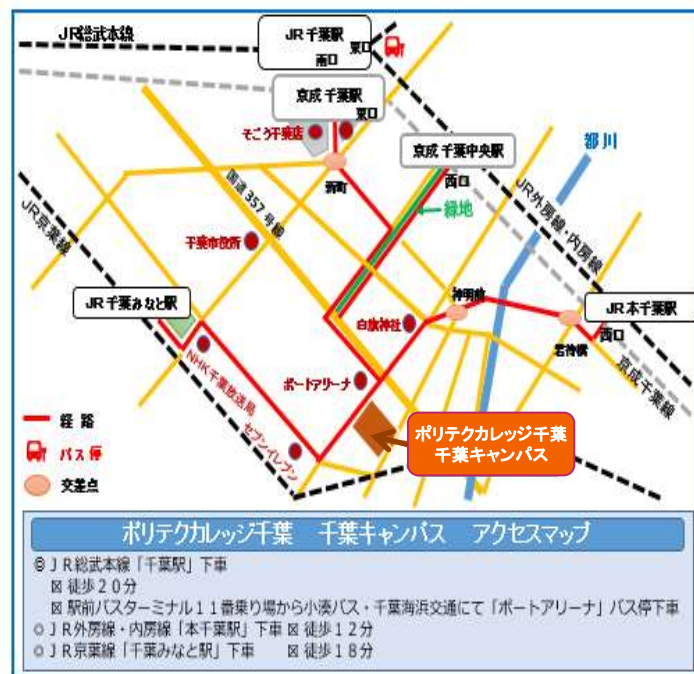 JR総武本線
JR 千葉駅
東口
南口
京成 千葉駅
東口
そごう千葉店
京成 千葉中央駅
西口
都川
新町
緑地
国道357号線
JR外房線・内房線
JR京葉線
千葉市役所
JR 千葉みなと駅
神明前
白旗神社
JR 本千葉駅
西口
若待橋
京成千葉線
NHK千葉放送局
ポートアリーナ
セブンイレブン
ポリテクカレッジ千葉
千葉キャンパス
経 路
バス停
交差点
ポリテクカレッジ千葉 千葉キャンパス アクセスマップ
◎ＪＲ総武本線「千葉駅」下車
☒ 徒歩２０分
☒ 駅前バスターミナル１１番乗り場から小湊バス・千葉海浜交通にて「ポートアリーナ」バス停下車
○ＪＲ外房線・内房線「本千葉駅」下車 ☒ 徒歩１２分
○ＪＲ京葉線「千葉みなと駅」下車 ☒ 徒歩１８分